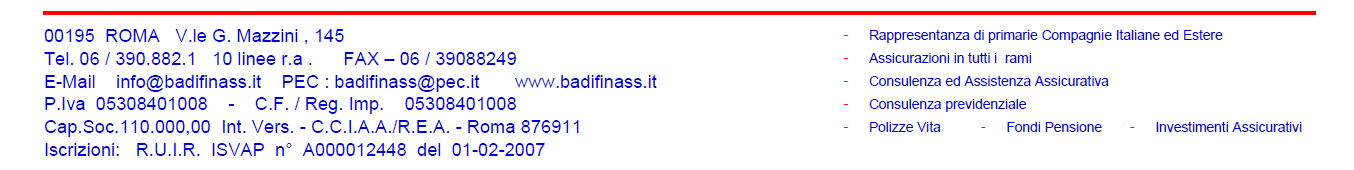 00195 ROMA V.le G. Mazzini , 145
Tel. 06 / 390.882.1 10 linee r.a . FAX – 06 / 39088249
E-Mail info@badifinass.it PEC : badifinass@pec.it www.badifinass.it
P.Iva 05308401008 - C.F. / Reg. Imp. 05308401008
Cap.Soc.110.000,00 Int. Vers. - C.C.I.A.A./R.E.A. - Roma 876911
Iscrizioni: R.U.I.R. ISVAP n° A000012448 del 01-02-2007
- Rappresentanza di primarie Compagnie Italiane ed Estere
- Assicurazioni in tutti i rami
- Consulenza ed Assistenza Assicurativa
- Consulenza previdenziale
- Polizze Vita - Fondi Pensione - Investimenti Assicurativi